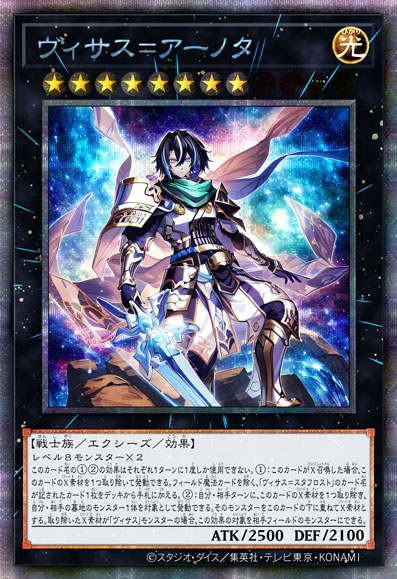 ヴィサス=アーノタ
光
【戦士族/エクシーズ/効果】
レベル8モンスター×2
このカード名の①②の効果はそれぞれ1ターンに1度しか使用できない。①:このカードがX召喚した場合、こ
のカードのX素材を1つ取り除いて発動できる。フィールド魔法カードを除く、「ヴィサス=スタフロスト」のカード名
が記されたカード1枚をデッキから手札に加える。②:自分・相手ターンに、このカードのX素材を1つ取り除き、
自分・相手の墓地のモンスター1体を対象として発動できる。そのモンスターをこのカードの下に重ねてX素材と
する。取り除いたX素材が「ヴィサス」モンスターの場合、この効果の対象を相手フィールドのモンスターにできる。
ATK/2500 DEF/2100
©スタジオ・ダイス/集英社・テレビ東京・KONAMI